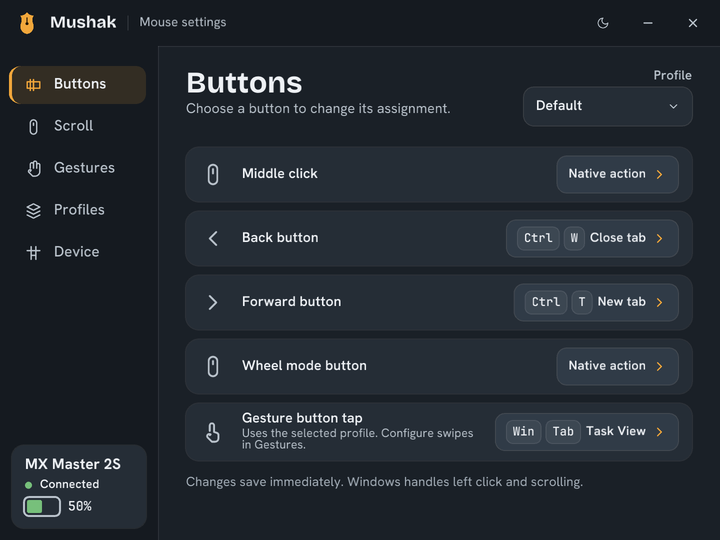 Mushak
Mouse settings
Buttons
Scroll
Gestures
Profiles
Device
MX Master 2S
Connected
50%
Buttons
Choose a button to change its assignment.
Profile
Default
Middle click
Native action
Back button
Ctrl W Close tab
Forward button
Ctrl T New tab
Wheel mode button
Native action
Gesture button tap
Uses the selected profile. Configure swipes
in Gestures.
Win Tab Task View
Changes save immediately. Windows handles left click and scrolling.